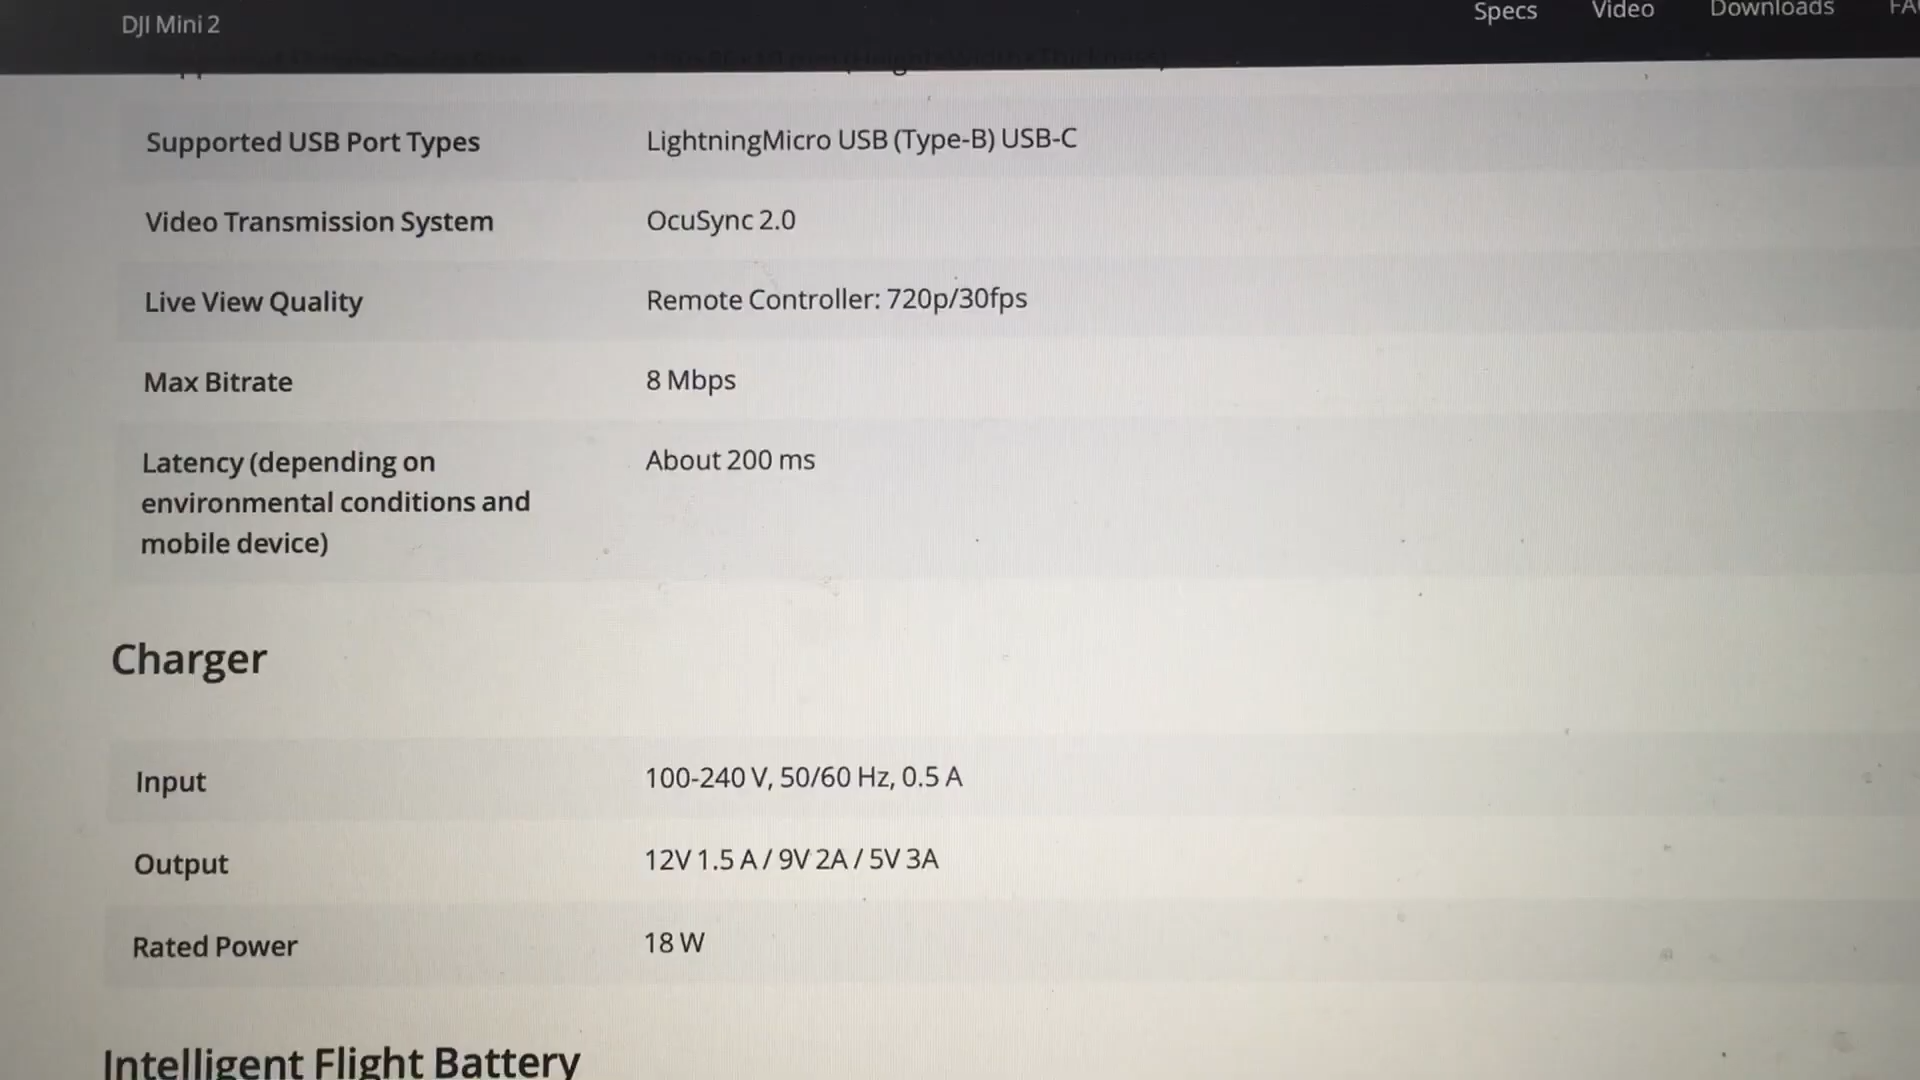 DJI Mini 2
Specs Video Downloads
Supported USB Port Types LightningMicro USB (Type-B) USB-C
Video Transmission System OcuSync 2.0
Live View Quality Remote Controller: 720p/30fps
Max Bitrate 8 Mbps
Latency (depending on About 200 ms
environmental conditions and
mobile device)
Charger
Input 100-240 V, 50/60 Hz, 0.5 A
Output 12V 1.5 A / 9V 2A / 5V 3A
Rated Power 18 W
Intelligent Flight Battery